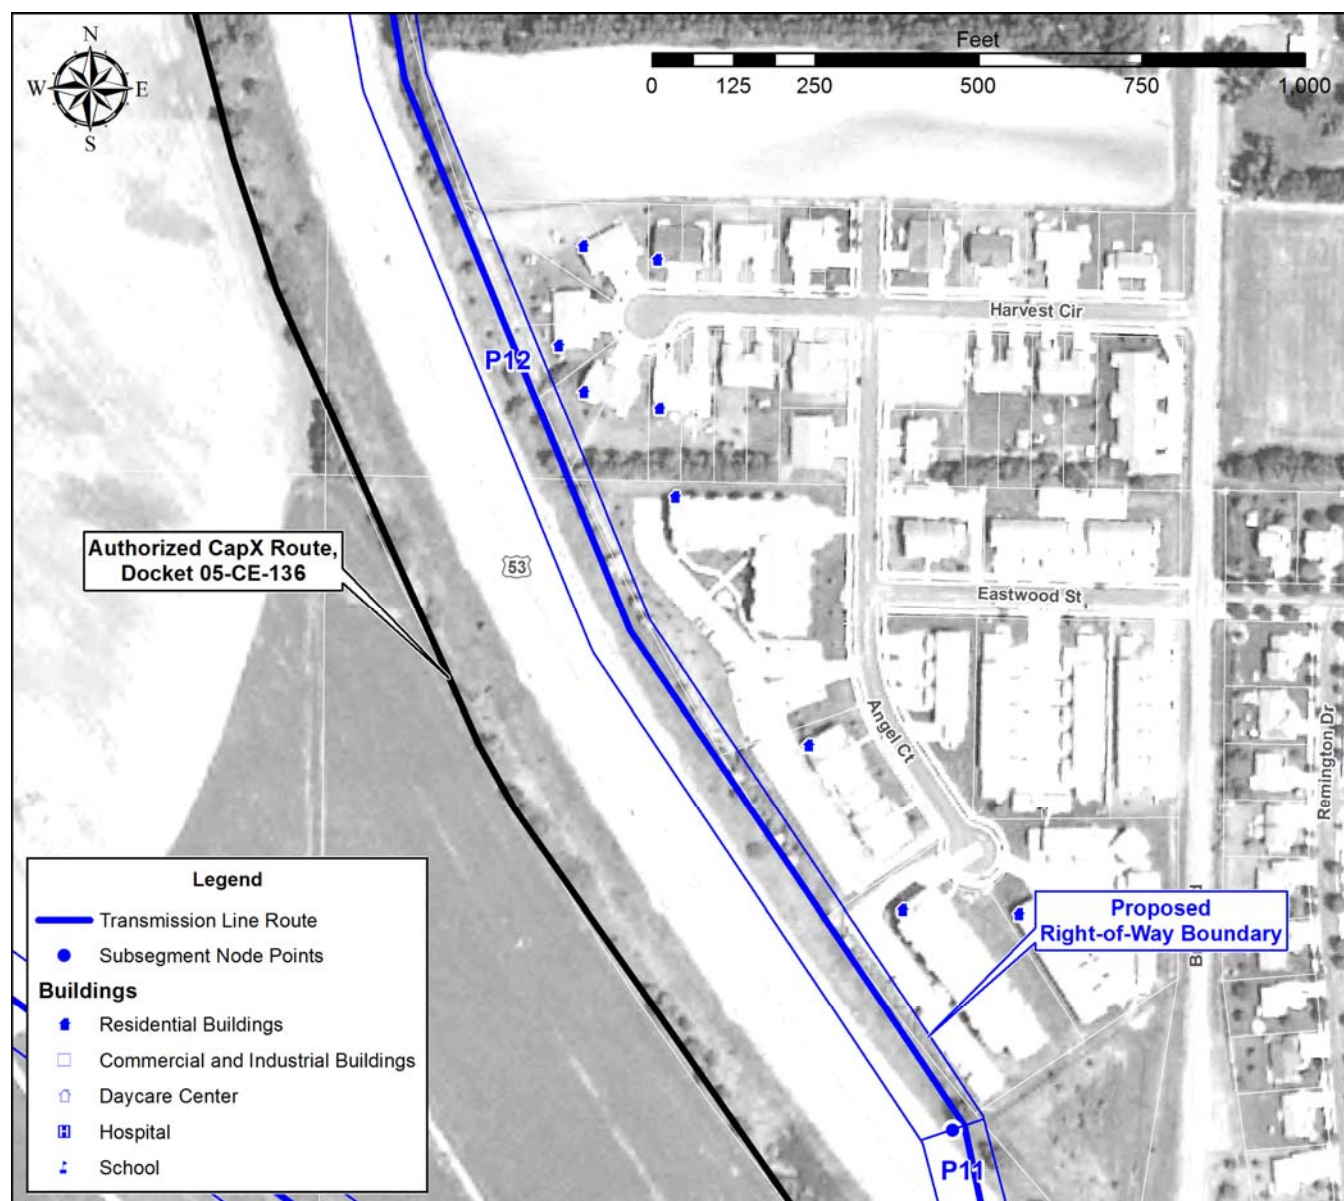 N
W E
S
Feet
0 125 250 500 750 1,000
Harvest Cir
P12
Authorized CapX Route,
Docket 05-CE-136
53
Eastwood St
Angel Ct
Remington Dr
Proposed
Right-of-Way Boundary
P11
Legend
Transmission Line Route
Subsegment Node Points
Buildings
Residential Buildings
Commercial and Industrial Buildings
Daycare Center
H Hospital
School